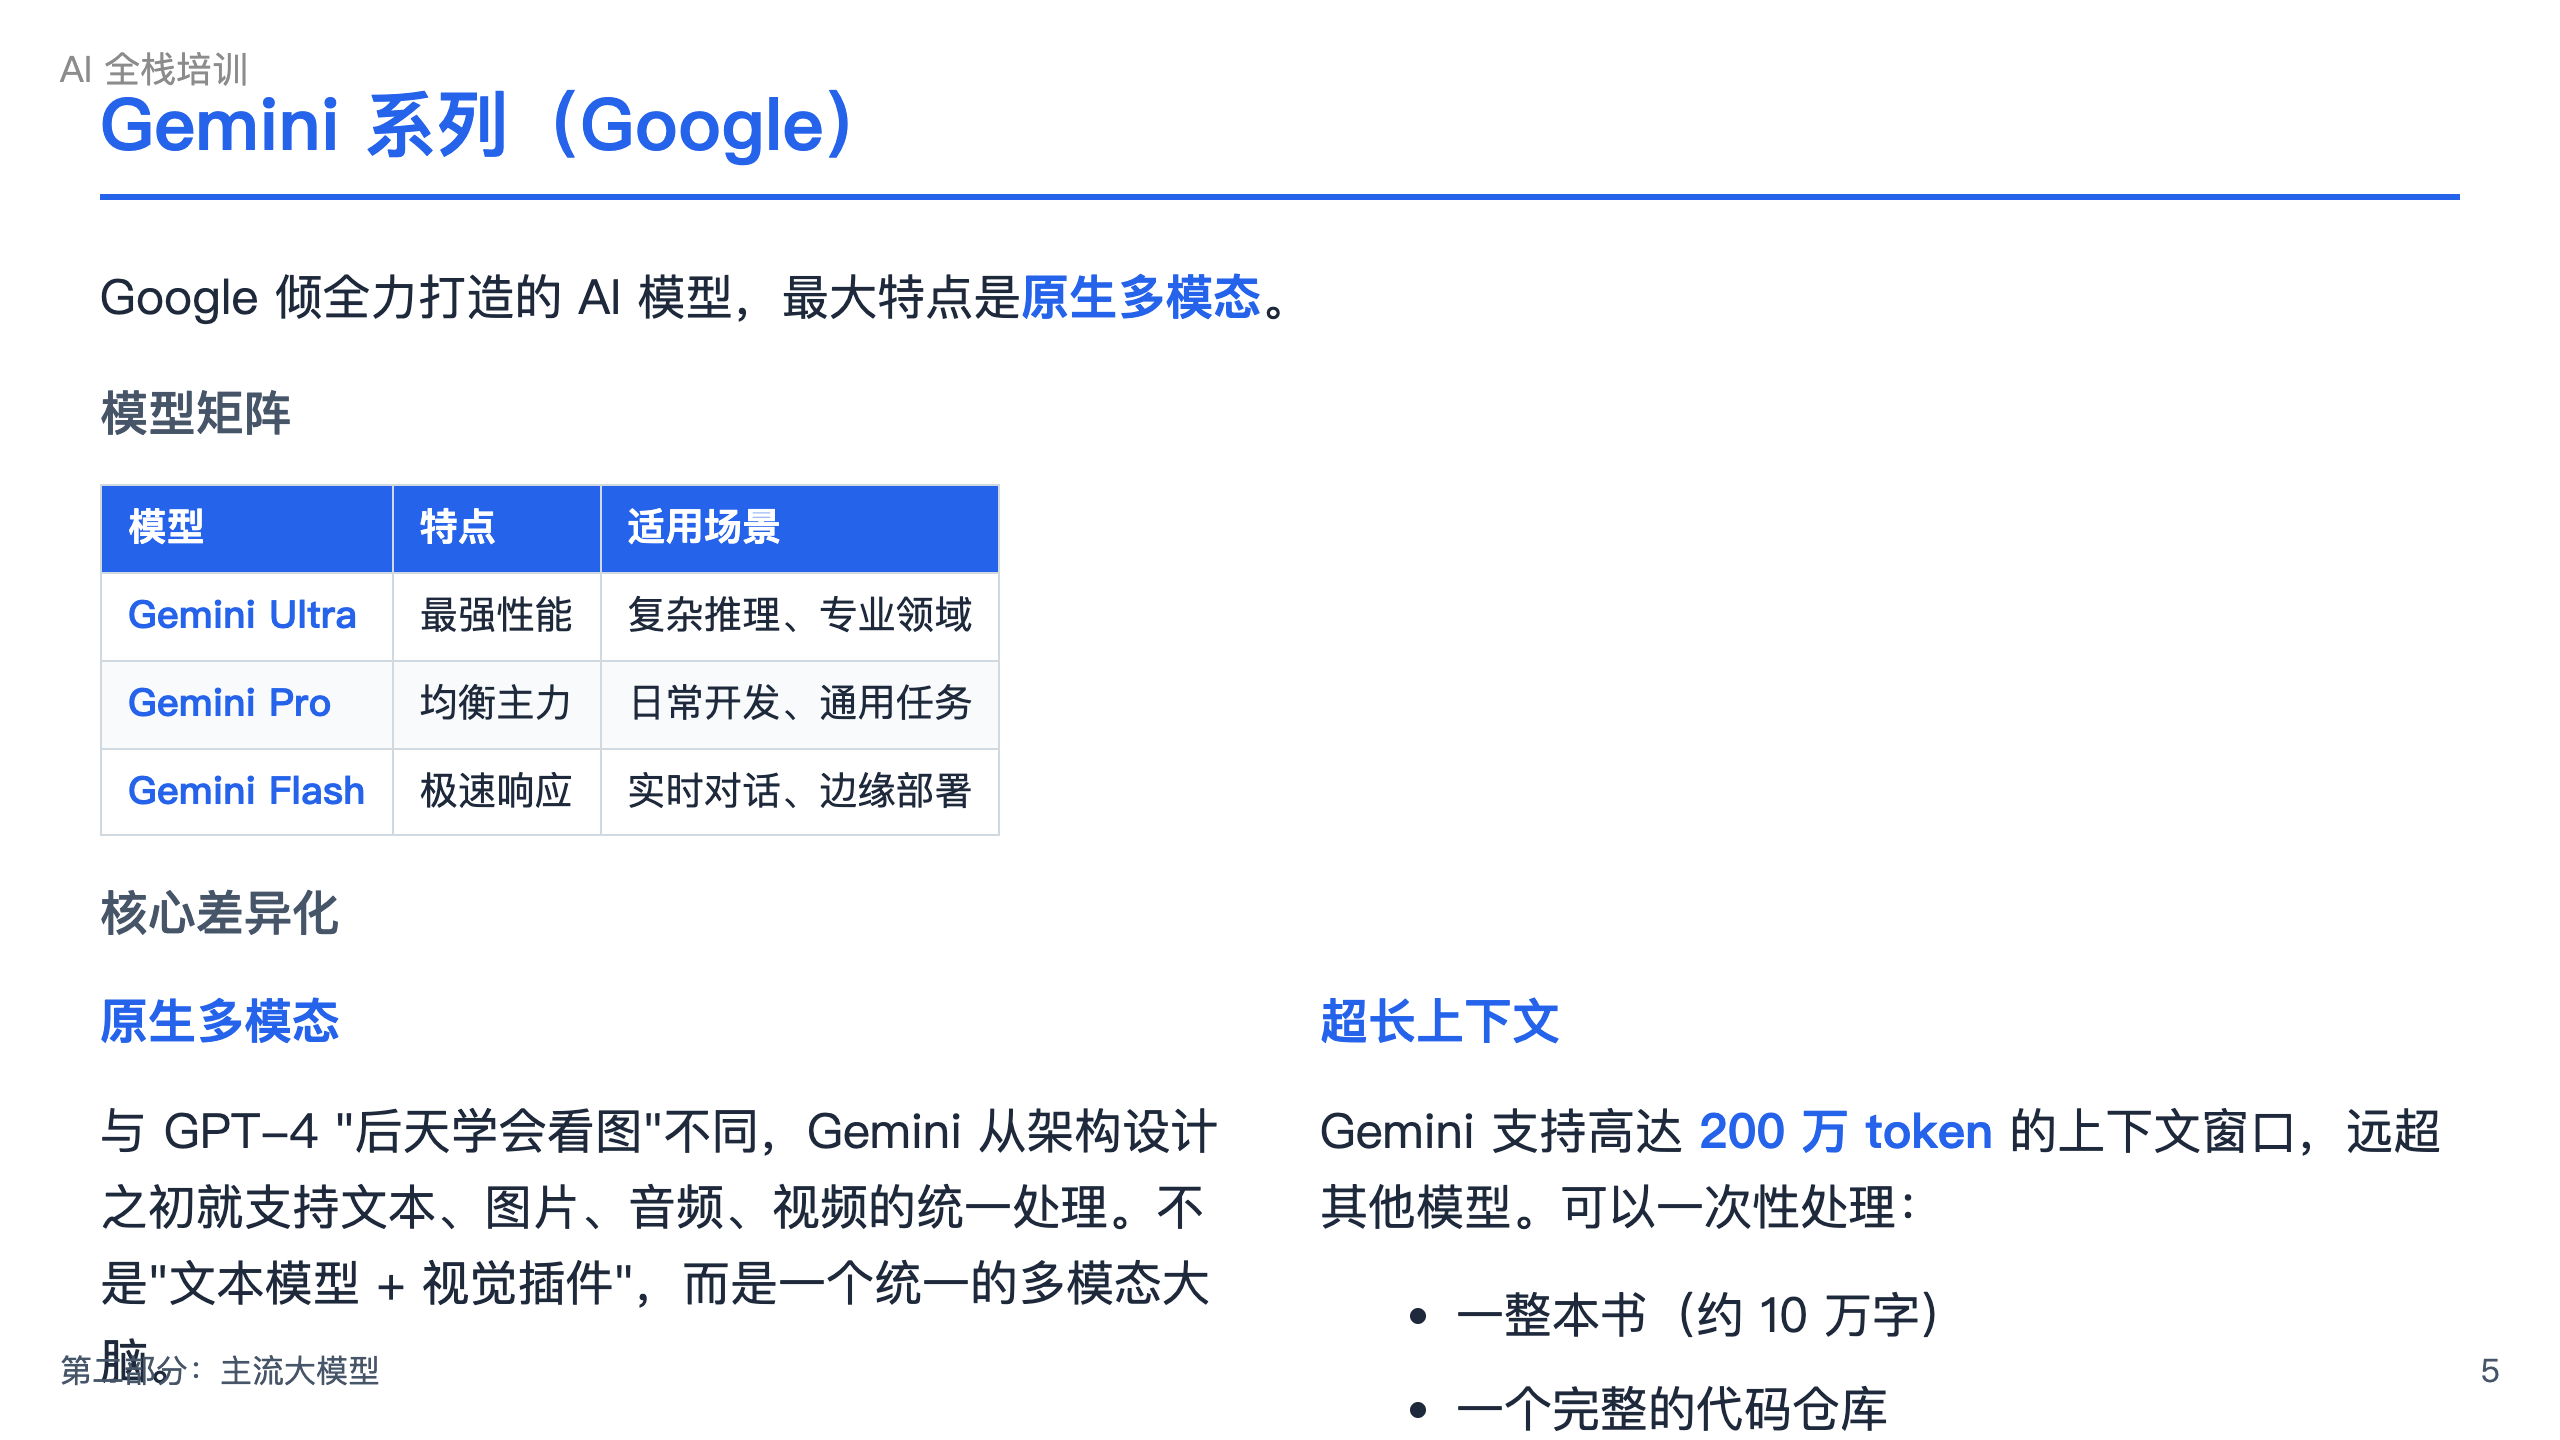 AI 全栈培训
Gemini 系列（Google）
Google 倾全力打造的 AI 模型，最大特点是原生多模态。
模型矩阵
模型 特点 适用场景
Gemini Ultra 最强性能 复杂推理、专业领域
Gemini Pro 均衡主力 日常开发、通用任务
Gemini Flash 极速响应 实时对话、边缘部署
核心差异化
原生多模态
与 GPT-4 "后天学会看图"不同，Gemini 从架构设计
之初就支持文本、图片、音频、视频的统一处理。不
是"文本模型 + 视觉插件"，而是一个统一的多模态大
脑。
超长上下文
Gemini 支持高达 200 万 token 的上下文窗口，远超
其他模型。可以一次性处理：
• 一整本书（约 10 万字）
• 一个完整的代码仓库
第二部分：主流大模型
5